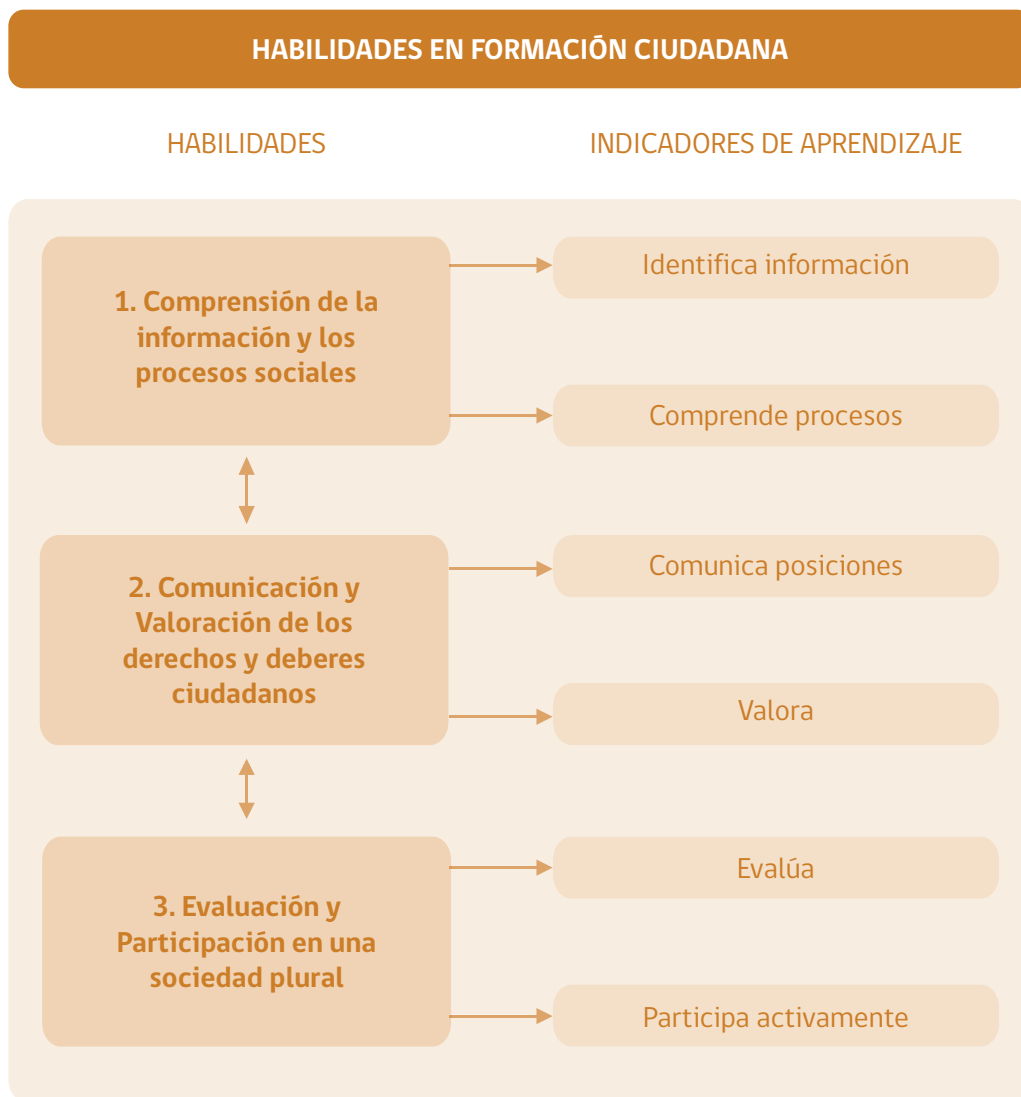 HABILIDADES EN FORMACIÓN CIUDADANA
HABILIDADES
INDICADORES DE APRENDIZAJE
1. Comprensión de la
información y los
procesos sociales
Identifica información
Comprende procesos
2. Comunicación y
Valoración de los
derechos y deberes
ciudadanos
Comunica posiciones
Valora
3. Evaluación y
Participación en una
sociedad plural
Evalúa
Participa activamente